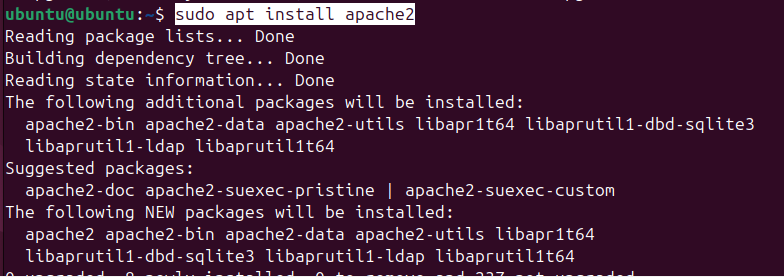 ubuntu@ubuntu:~$ sudo apt install apache2
Reading package lists... Done
Building dependency tree... Done
Reading state information... Done
The following additional packages will be installed:
  apache2-bin apache2-data apache2-utils libapr1t64 libaprutil1-dbd-sqlite3
  libaprutil1-ldap libaprutil1t64
Suggested packages:
  apache2-doc apache2-suexec-pristine | apache2-suexec-custom
The following NEW packages will be installed:
  apache2 apache2-bin apache2-data apache2-utils libapr1t64
  libaprutil1-dbd-sqlite3 libaprutil1-ldap libaprutil1t64